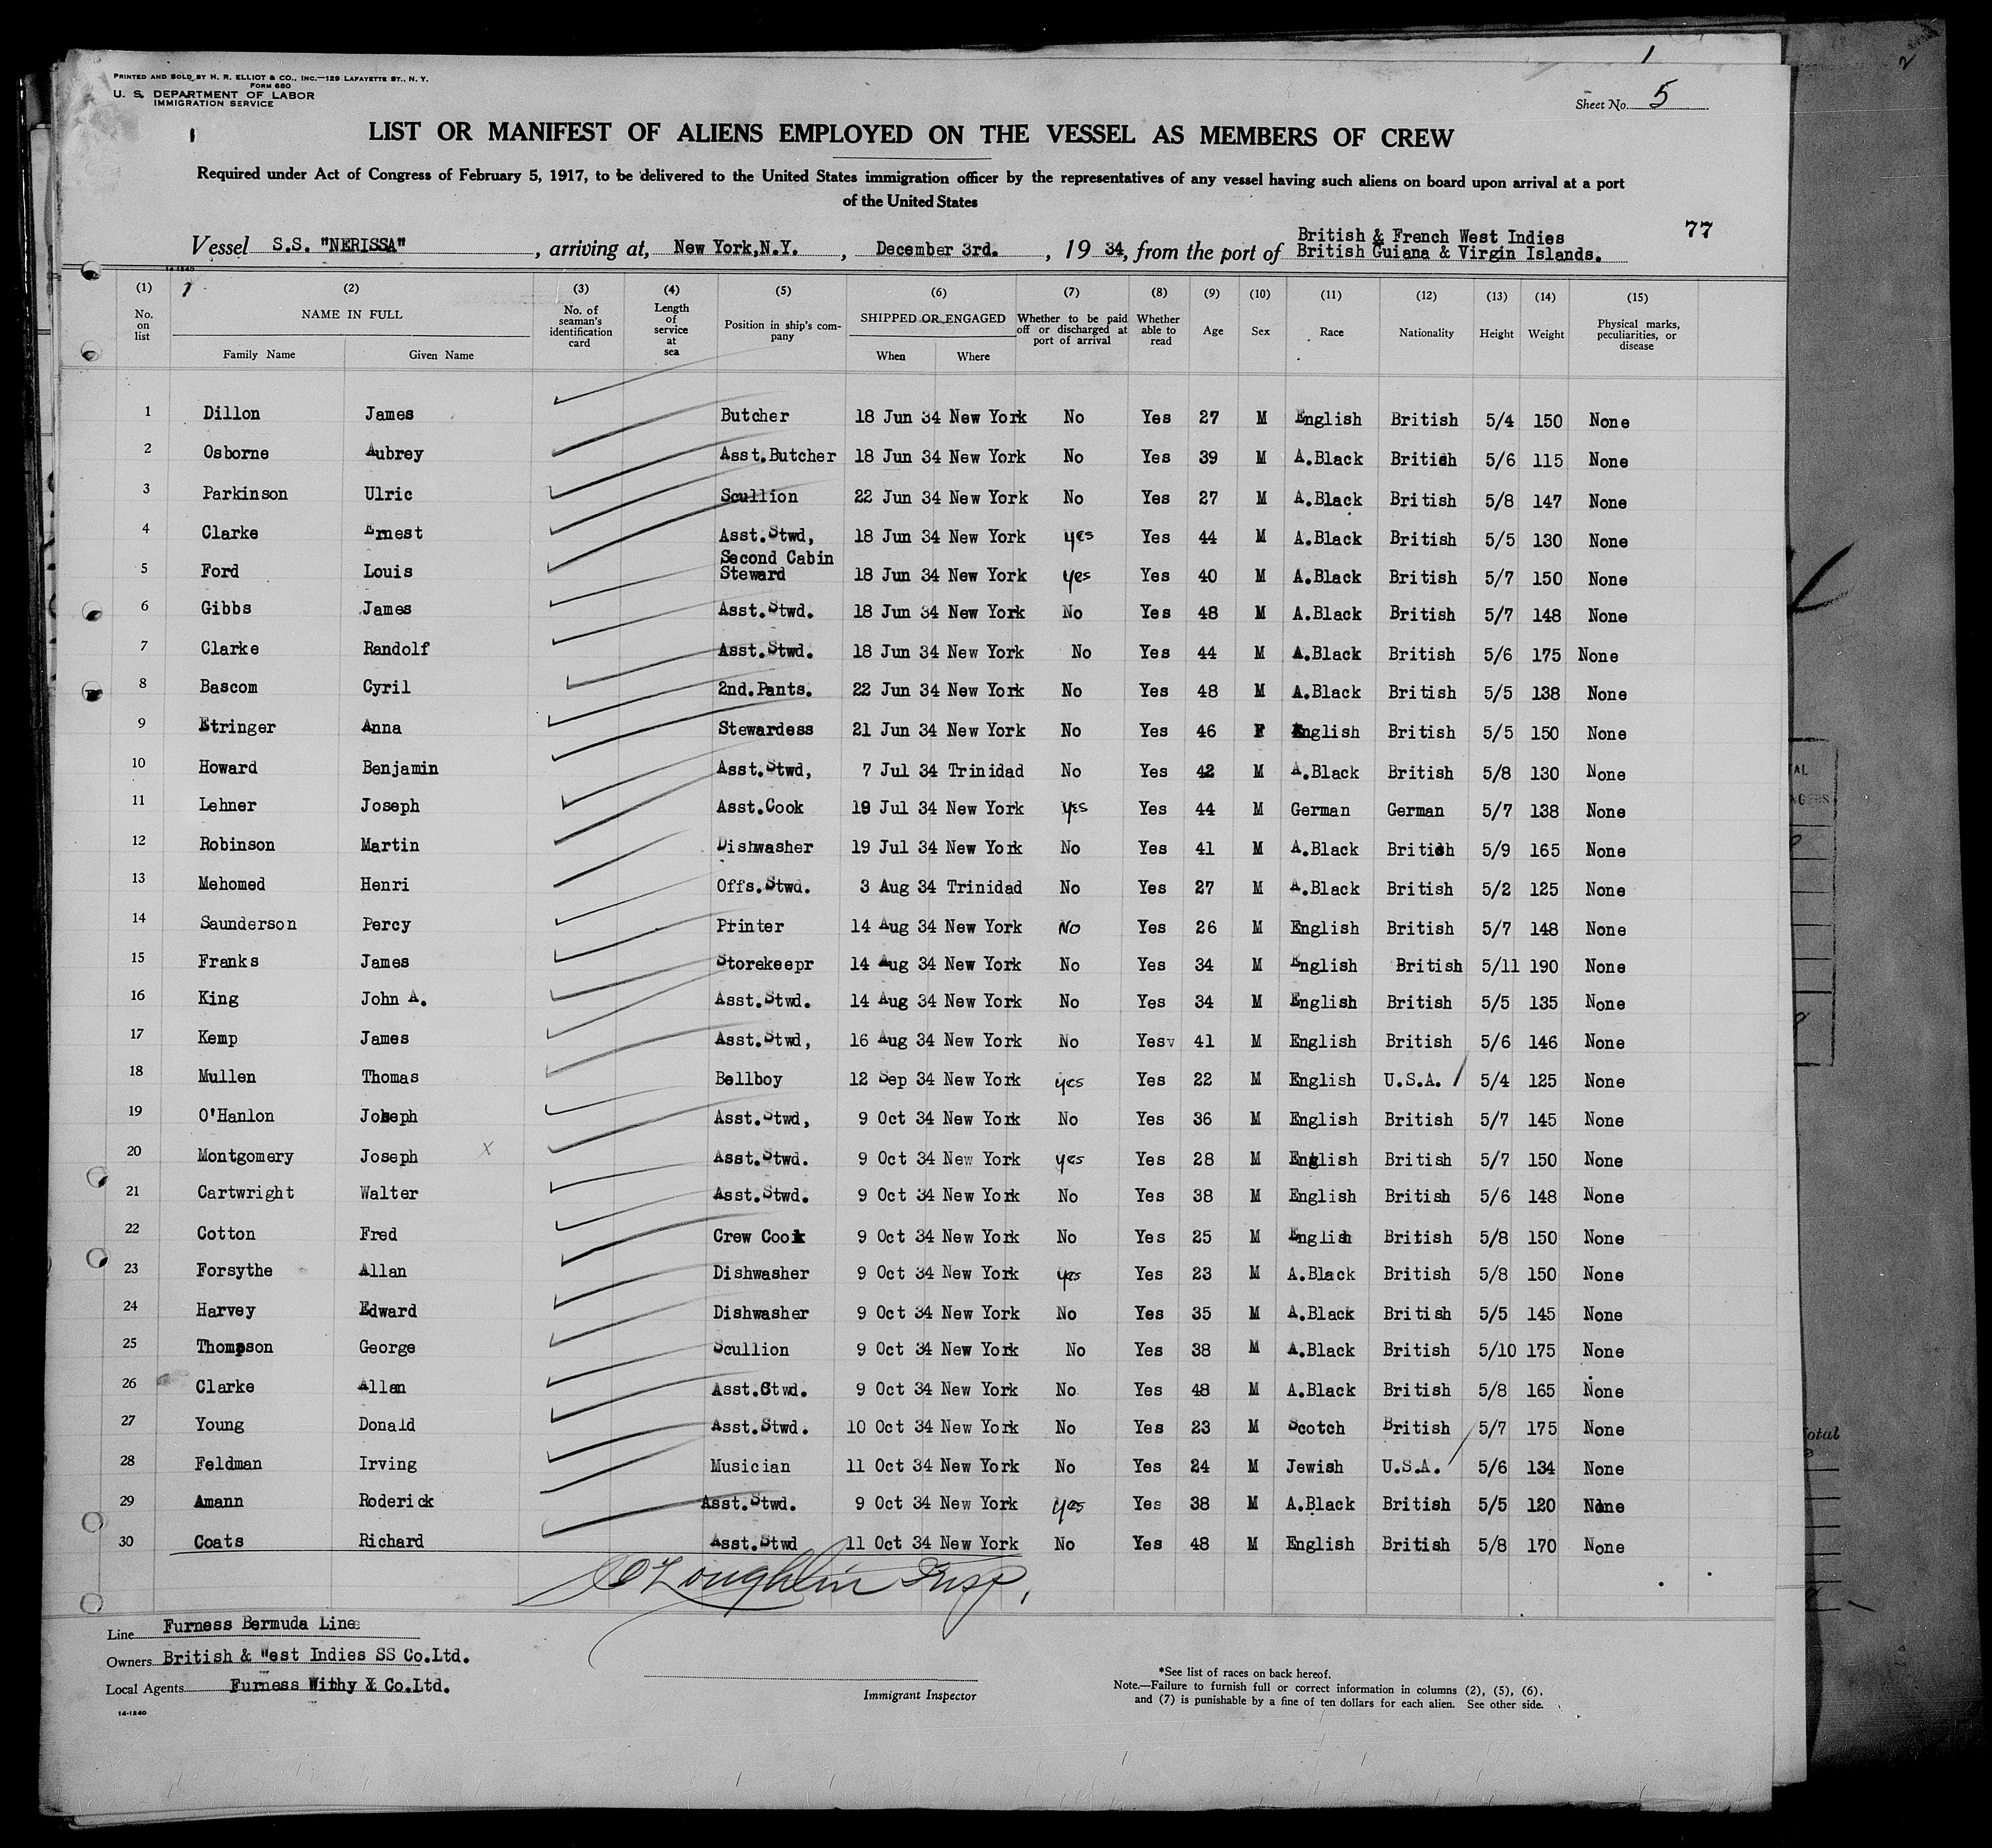 PRINTED AND SOLD BY H. R. ELLIOT & CO., INC.—129 LAFAYETTE ST., N. Y.
FORM 680
U. S. DEPARTMENT OF LABOR
IMMIGRATION SERVICE
Sheet No. 5
LIST OR MANIFEST OF ALIENS EMPLOYED ON THE VESSEL AS MEMBERS OF CREW
Required under Act of Congress of February 5, 1917, to be delivered to the United States immigration officer by the representatives of any vessel having such aliens on board upon arrival at a port
of the United States
77
Vessel S.S. "NERISSA", arriving at, New York,N.Y., December 3rd., 1934, from the port of British & French West Indies
British Guiana & Virgin Islands.
14-1240
(1) (2) (3) (4) (5) (6) (7) (8) (9) (10) (11) (12) (13) (14) (15)
No. on list NAME IN FULL Family Name Given Name No. of seaman's identification card Length of service at sea Position in ship's company SHIPPED OR ENGAGED When Where Whether to be paid off or discharged at port of arrival Whether able to read Age Sex Race Nationality Height Weight Physical marks, peculiarities, or disease
1 Dillon James Butcher 18 Jun 34 New York No Yes 27 M English British 5/4 150 None
2 Osborne Aubrey Asst.Butcher 18 Jun 34 New York No Yes 39 M A.Black British 5/6 115 None
3 Parkinson Ulric Scullion 22 Jun 34 New York No Yes 27 M A.Black British 5/8 147 None
4 Clarke Ernest Asst.Stwd, 18 Jun 34 New York yes Yes 44 M A.Black British 5/5 130 None
5 Ford Louis Second Cabin Steward 18 Jun 34 New York yes Yes 40 M A.Black British 5/7 150 None
6 Gibbs James Asst.Stwd. 18 Jun 34 New York No Yes 48 M A.Black British 5/7 148 None
7 Clarke Randolf Asst.Stwd. 18 Jun 34 New York No Yes 44 M A.Black British 5/6 175 None
8 Bascom Cyril 2nd.Pants. 22 Jun 34 New York No Yes 48 M A.Black British 5/5 138 None
9 Etringer Anna Stewardess 21 Jun 34 New York No Yes 46 F English British 5/5 150 None
10 Howard Benjamin Asst.Stwd, 7 Jul 34 Trinidad No Yes 42 M A.Black British 5/8 130 None
11 Lehner Joseph Asst.Cook 19 Jul 34 New York yes Yes 44 M German German 5/7 138 None
12 Robinson Martin Dishwasher 19 Jul 34 New York No Yes 41 M A.Black British 5/9 165 None
13 Mehomed Henri Offs.Stwd. 3 Aug 34 Trinidad No Yes 27 M A.Black British 5/2 125 None
14 Saunderson Percy Printer 14 Aug 34 New York No Yes 26 M English British 5/7 148 None
15 Franks James Storekeepr 14 Aug 34 New York No Yes 34 M English British 5/11 190 None
16 King John A. Asst.Stwd. 14 Aug 34 New York No Yes 34 M English British 5/5 135 None
17 Kemp James Asst.Stwd, 16 Aug 34 New York No Yesv 41 M English British 5/6 146 None
18 Mullen Thomas Bellboy 12 Sep 34 New York yes Yes 22 M English U.S.A. 5/4 125 None
19 O'Hanlon Joseph Asst.Stwd, 9 Oct 34 New York No Yes 36 M English British 5/7 145 None
20 Montgomery Joseph X Asst.Stwd. 9 Oct 34 New York yes Yes 28 M English British 5/7 150 None
21 Cartwright Walter Asst.Stwd. 9 Oct 34 New York No Yes 38 M English British 5/6 148 None
22 Cotton Fred Crew Cook 9 Oct 34 New York No Yes 25 M English British 5/8 150 None
23 Forsythe Allan Dishwasher 9 Oct 34 New York yes Yes 23 M A.Black British 5/8 150 None
24 Harvey Edward Dishwasher 9 Oct 34 New York No Yes 35 M A.Black British 5/5 145 None
25 Thompson George Scullion 9 Oct 34 New York No Yes 38 M A.Black British 5/10 175 None
26 Clarke Allan Asst.Stwd. 9 Oct 34 New York No Yes 48 M A.Black British 5/8 165 None
27 Young Donald Asst.Stwd. 10 Oct 34 New York No Yes 23 M Scotch British 5/7 175 None
28 Feldman Irving Musician 11 Oct 34 New York No Yes 24 M Jewish U.S.A. 5/6 134 None
29 Amann Roderick Asst.Stwd. 9 Oct 34 New York yes Yes 38 M A.Black British 5/5 120 None
30 Coats Richard Asst.Stwd 11 Oct 34 New York No Yes 48 M English British 5/8 170 None
O'Loughlin Insp.
Line Furness Bermuda Line
Owners British & West Indies SS Co.Ltd.
Local Agents Furness Withy & Co.Ltd.
14-1240
Immigrant Inspector
*See list of races on back hereof.
Note.—Failure to furnish full or correct information in columns (2), (5), (6),
and (7) is punishable by a fine of ten dollars for each alien. See other side.